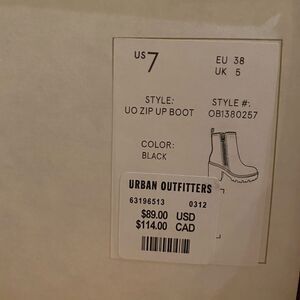 US 7
EU 38
UK 5
STYLE:
UO ZIP UP BOOT
STYLE #:
OB1380257
COLOR:
BLACK
URBAN OUTFITTERS
63196513 0312
$89.00 USD
$114.00 CAD